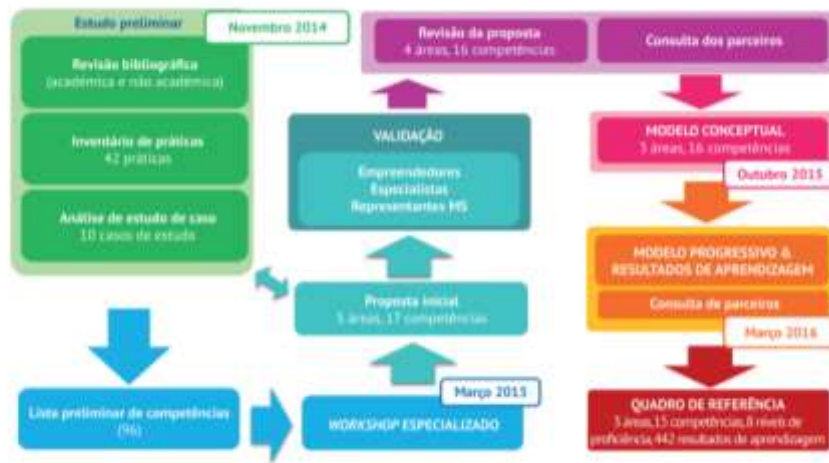 Estudo preliminar
Novembro 2014
Revisão bibliográfica
(académica e não académica)
Inventário de práticas
42 práticas
Análise de estudo de caso
10 casos de estudo
Lista preliminar de competências
(96)
WORKSHOP ESPECIALIZADO
Março 2015
Proposta inicial
5 áreas, 17 competências
VALIDAÇÃO
Empreendedores
Especialistas
Representantes MS
Revisão da proposta
4 áreas, 16 competências
Consulta dos parceiros
MODELO CONCEPTUAL
3 áreas, 16 competências
Outubro 2015
MODELO PROGRESSIVO &
RESULTADOS DE APRENDIZAGEM
Consulta de parceiros
Março 2016
QUADRO DE REFERÊNCIA
3 áreas, 15 competências, 8 níveis de
proficiência, 442 resultados de aprendizagem